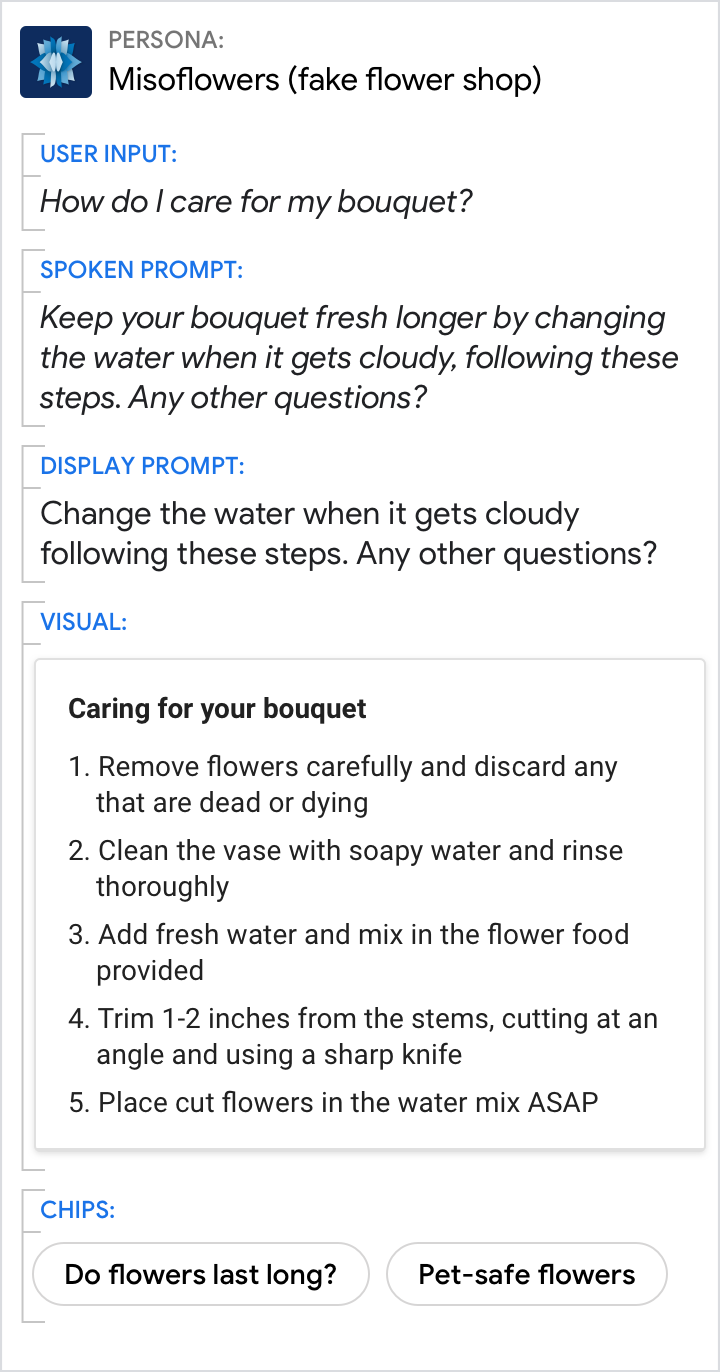 PERSONA:
Misoflowers (fake flower shop)
USER INPUT:
How do I care for my bouquet?
SPOKEN PROMPT:
Keep your bouquet fresh longer by changing
the water when it gets cloudy, following these
steps. Any other questions?
DISPLAY PROMPT:
Change the water when it gets cloudy
following these steps. Any other questions?
VISUAL:
Caring for your bouquet
1. Remove flowers carefully and discard any
that are dead or dying
2. Clean the vase with soapy water and rinse
thoroughly
3. Add fresh water and mix in the flower food
provided
4. Trim 1-2 inches from the stems, cutting at an
angle and using a sharp knife
5. Place cut flowers in the water mix ASAP
CHIPS:
Do flowers last long?
Pet-safe flowers